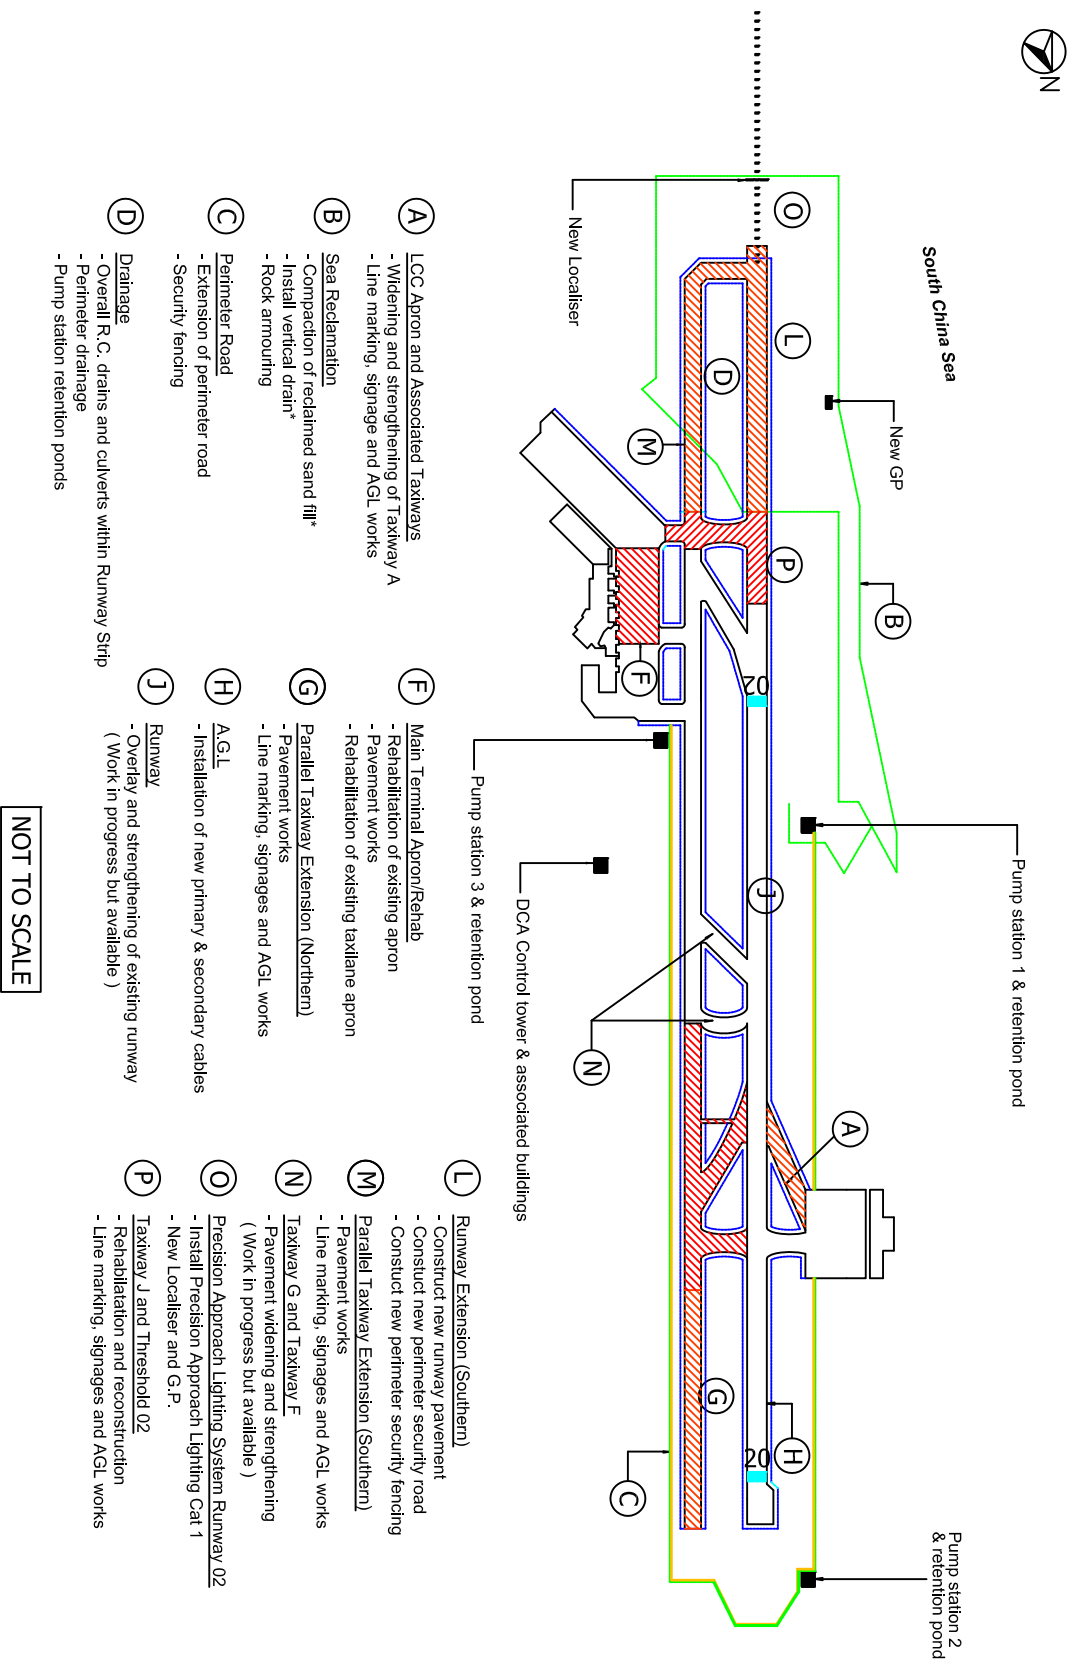 N
South China Sea
New Localiser
New GP
O
L
D
M
P
B
F
02
J
N
A
G
H
20
C
Pump station 1 & retention pond
Pump station 2
& retention pond
Pump station 3 & retention pond
DCA Control tower & associated buildings
A
LCC Apron and Associated Taxiways
- Widening and strengthening of Taxiway A
- Line marking, signage and AGL works
B
Sea Reclamation
- Compaction of reclaimed sand fill*
- Install vertical drain*
- Rock armouring
C
Perimeter Road
- Extension of perimeter road
- Security fencing
D
Drainage
- Overall R.C. drains and culverts within Runway Strip
- Perimeter drainage
- Pump station retention ponds
F
Main Terminal Apron/Rehab
- Rehabilitation of existing apron
- Pavement works
- Rehabilitation of existing taxilane apron
G
Parallel Taxiway Extension (Northern)
- Pavement works
- Line marking, signages and AGL works
H
A.G.L
- Installation of new primary & secondary cables
J
Runway
- Overlay and strengthening of existing runway
( Work in progress but available )
L
Runway Extension (Southern)
- Construct new runway pavement
- Constuct new perimeter security road
- Constuct new perimeter security fencing
M
Parallel Taxiway Extension (Southern)
- Pavement works
- Line marking, signages and AGL works
N
Taxiway G and Taxiway F
- Pavement widening and strengthening
( Work in progress but available )
O
Precision Approach Lighting System Runway 02
- Install Precision Approach Lighting Cat 1
- New Localiser and G.P.
P
Taxiway J and Threshold 02
- Rehabilatation and reconstruction
- Line marking, signages and AGL works
NOT TO SCALE